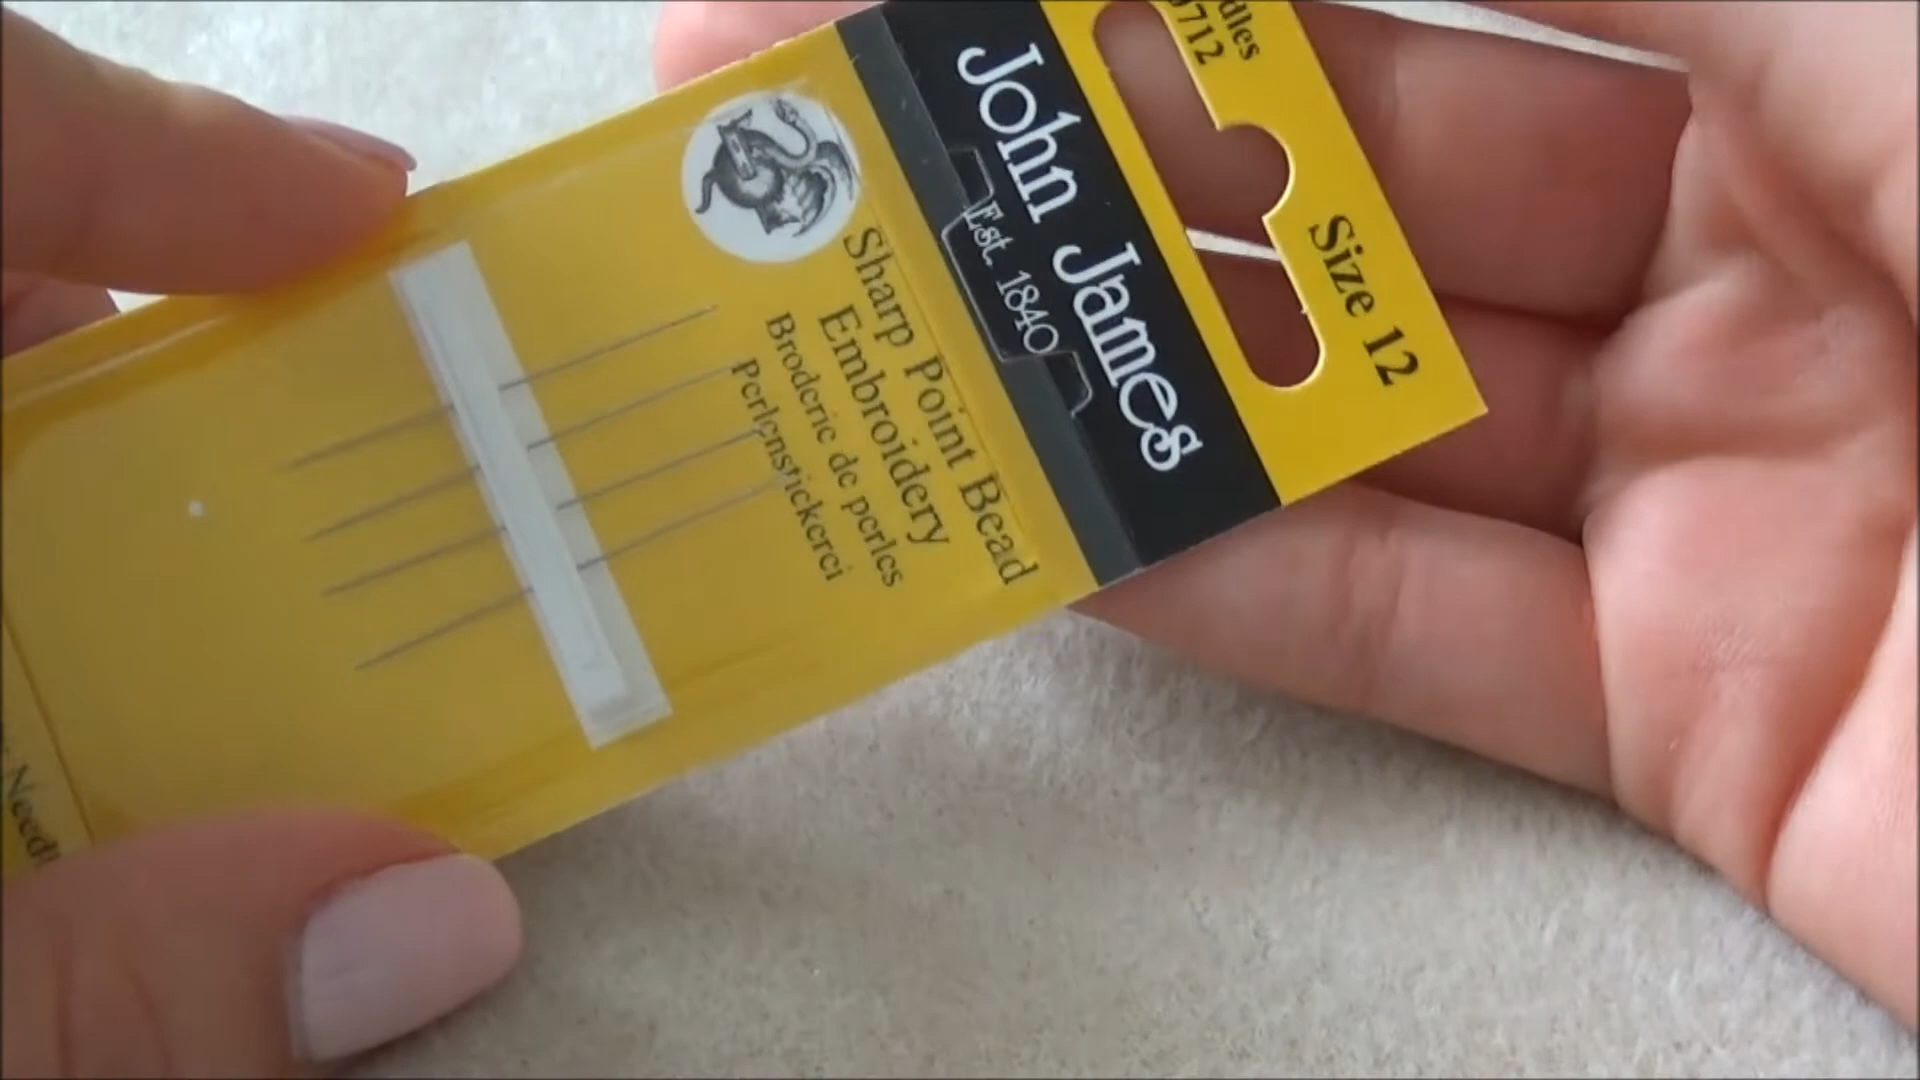 Size 12
John James
Est. 1840
Sharp Point Bead
Embroidery
Broderie de perles
Perlenstickerei